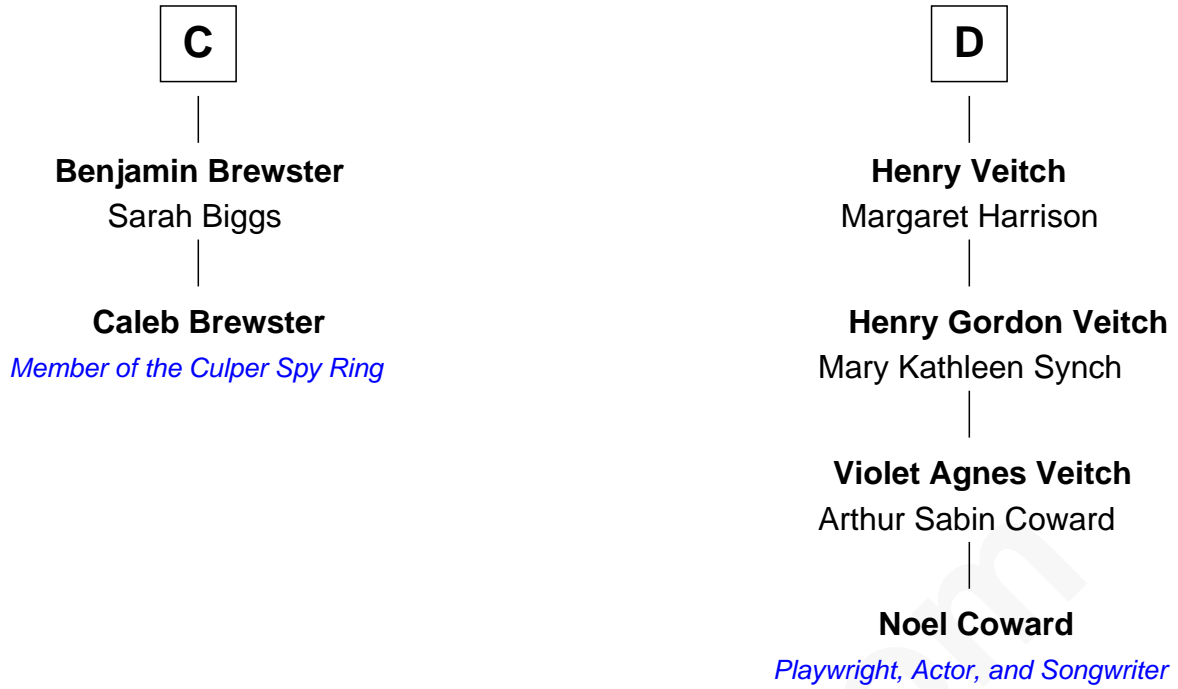 C
Benjamin Brewster
Sarah Biggs
Caleb Brewster
Member of the Culper Spy Ring
D
Henry Veitch
Margaret Harrison
Henry Gordon Veitch
Mary Kathleen Synch
Violet Agnes Veitch
Arthur Sabin Coward
Noel Coward
Playwright, Actor, and Songwriter